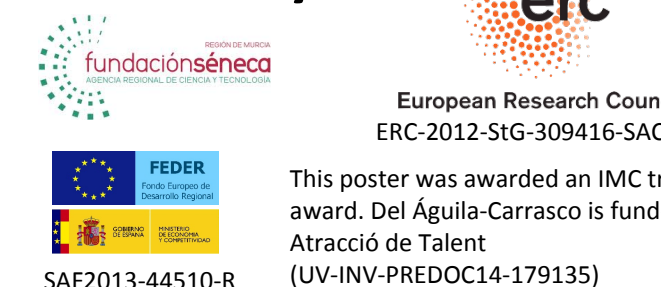 REGIÓN DE MURCIA
fundaciónséneca
AGENCIA REGIONAL DE CIENCIA Y TECNOLOGÍA
erc
European Research Coun
ERC-2012-StG-309416-SAC
FEDER
Fondo Europeo de
Desarrollo Regional
GOBIERNO
DE ESPAÑA
MINISTERIO
DE ECONOMÍA
Y COMPETITIVIDAD
SAF2013-44510-R
This poster was awarded an IMC tr
award. Del Águila-Carrasco is fund
Atracció de Talent
(UV-INV-PREDOC14-179135)